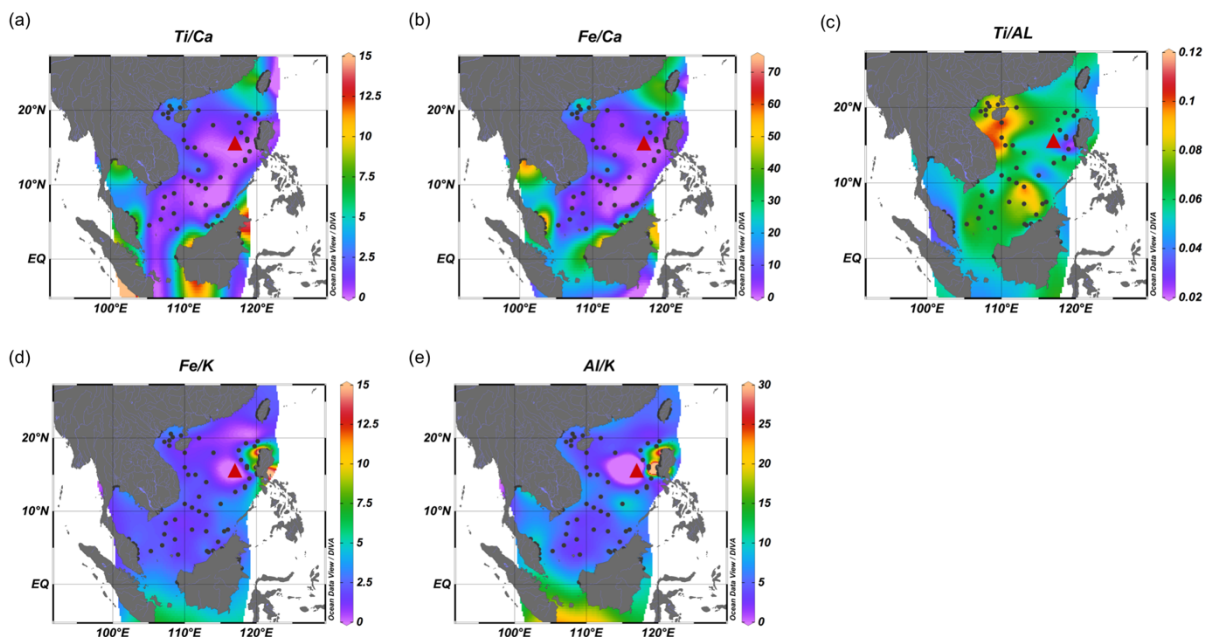 (a)
Ti/Ca
15
12.5
10
7.5
5
2.5
0
20°N
10°N
EQ
100°E
110°E
120°E
Ocean Data View / DIVA
(b)
Fe/Ca
70
60
50
40
30
20
10
0
20°N
10°N
EQ
100°E
110°E
120°E
Ocean Data View / DIVA
(c)
Ti/AL
0.12
0.1
0.08
0.06
0.04
0.02
20°N
10°N
EQ
100°E
110°E
120°E
Ocean Data View / DIVA
(d)
Fe/K
15
12.5
10
7.5
5
2.5
0
20°N
10°N
EQ
100°E
110°E
120°E
Ocean Data View / DIVA
(e)
Al/K
30
25
20
15
10
5
0
20°N
10°N
EQ
100°E
110°E
120°E
Ocean Data View / DIVA